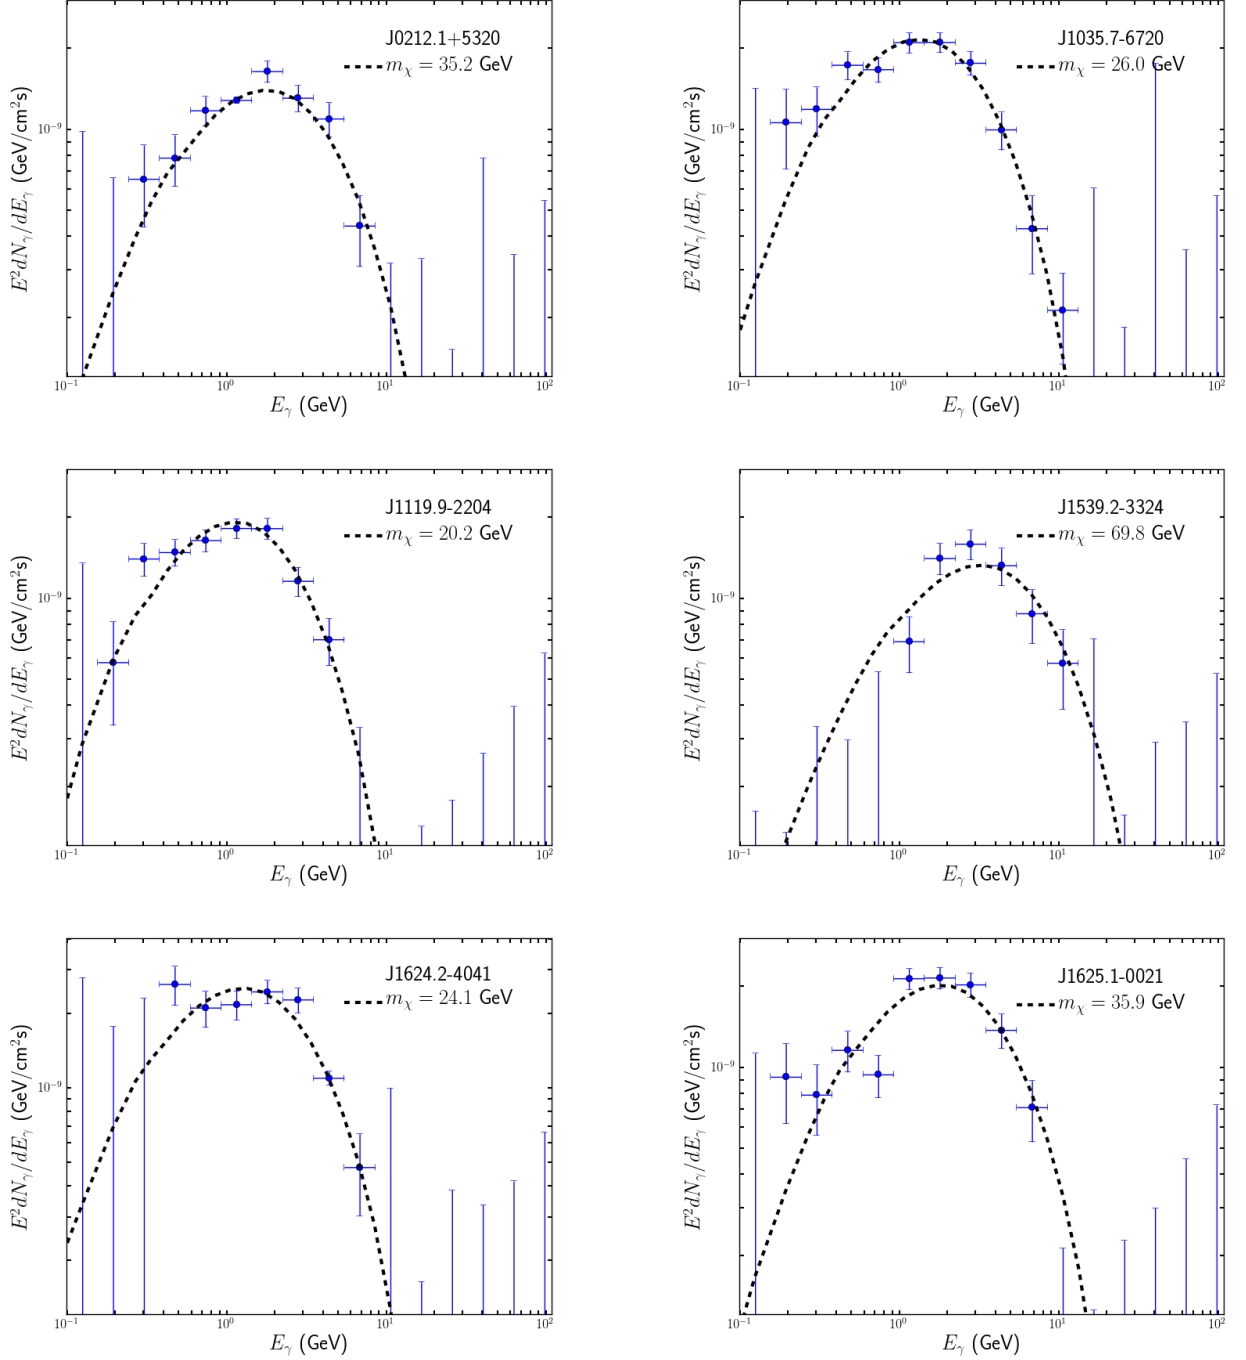 J0212.1+5320
m_χ = 35.2 GeV
10⁻⁹
E²dN_γ/dE_γ (GeV/cm²s)
10⁻¹ 10⁰ 10¹ 10²
E_γ (GeV)
J1035.7-6720
m_χ = 26.0 GeV
10⁻⁹
E²dN_γ/dE_γ (GeV/cm²s)
10⁻¹ 10⁰ 10¹ 10²
E_γ (GeV)
J1119.9-2204
m_χ = 20.2 GeV
10⁻⁹
E²dN_γ/dE_γ (GeV/cm²s)
10⁻¹ 10⁰ 10¹ 10²
E_γ (GeV)
J1539.2-3324
m_χ = 69.8 GeV
10⁻⁹
E²dN_γ/dE_γ (GeV/cm²s)
10⁻¹ 10⁰ 10¹ 10²
E_γ (GeV)
J1624.2-4041
m_χ = 24.1 GeV
10⁻⁹
E²dN_γ/dE_γ (GeV/cm²s)
10⁻¹ 10⁰ 10¹ 10²
E_γ (GeV)
J1625.1-0021
m_χ = 35.9 GeV
10⁻⁹
E²dN_γ/dE_γ (GeV/cm²s)
10⁻¹ 10⁰ 10¹ 10²
E_γ (GeV)